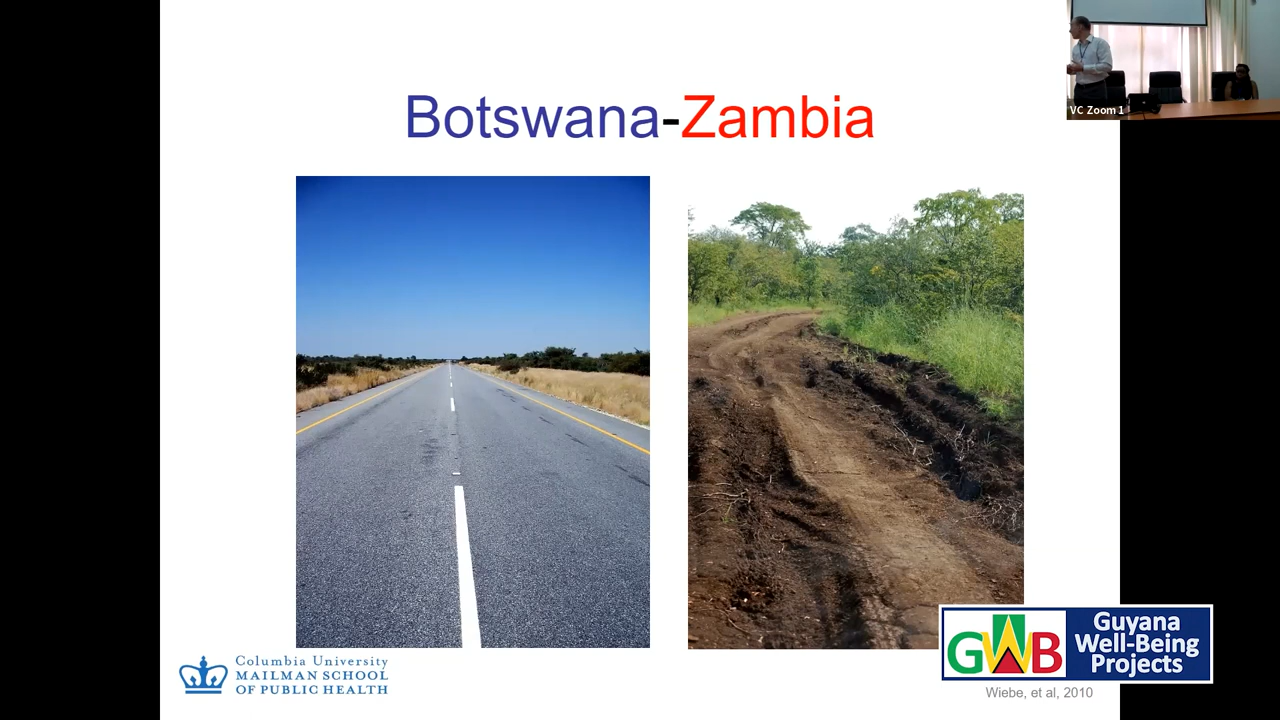 VC Zoom 1
Botswana-Zambia
Columbia University
MAILMAN SCHOOL
OF PUBLIC HEALTH
GWB
Guyana
Well-Being
Projects
Wiebe, et al, 2010